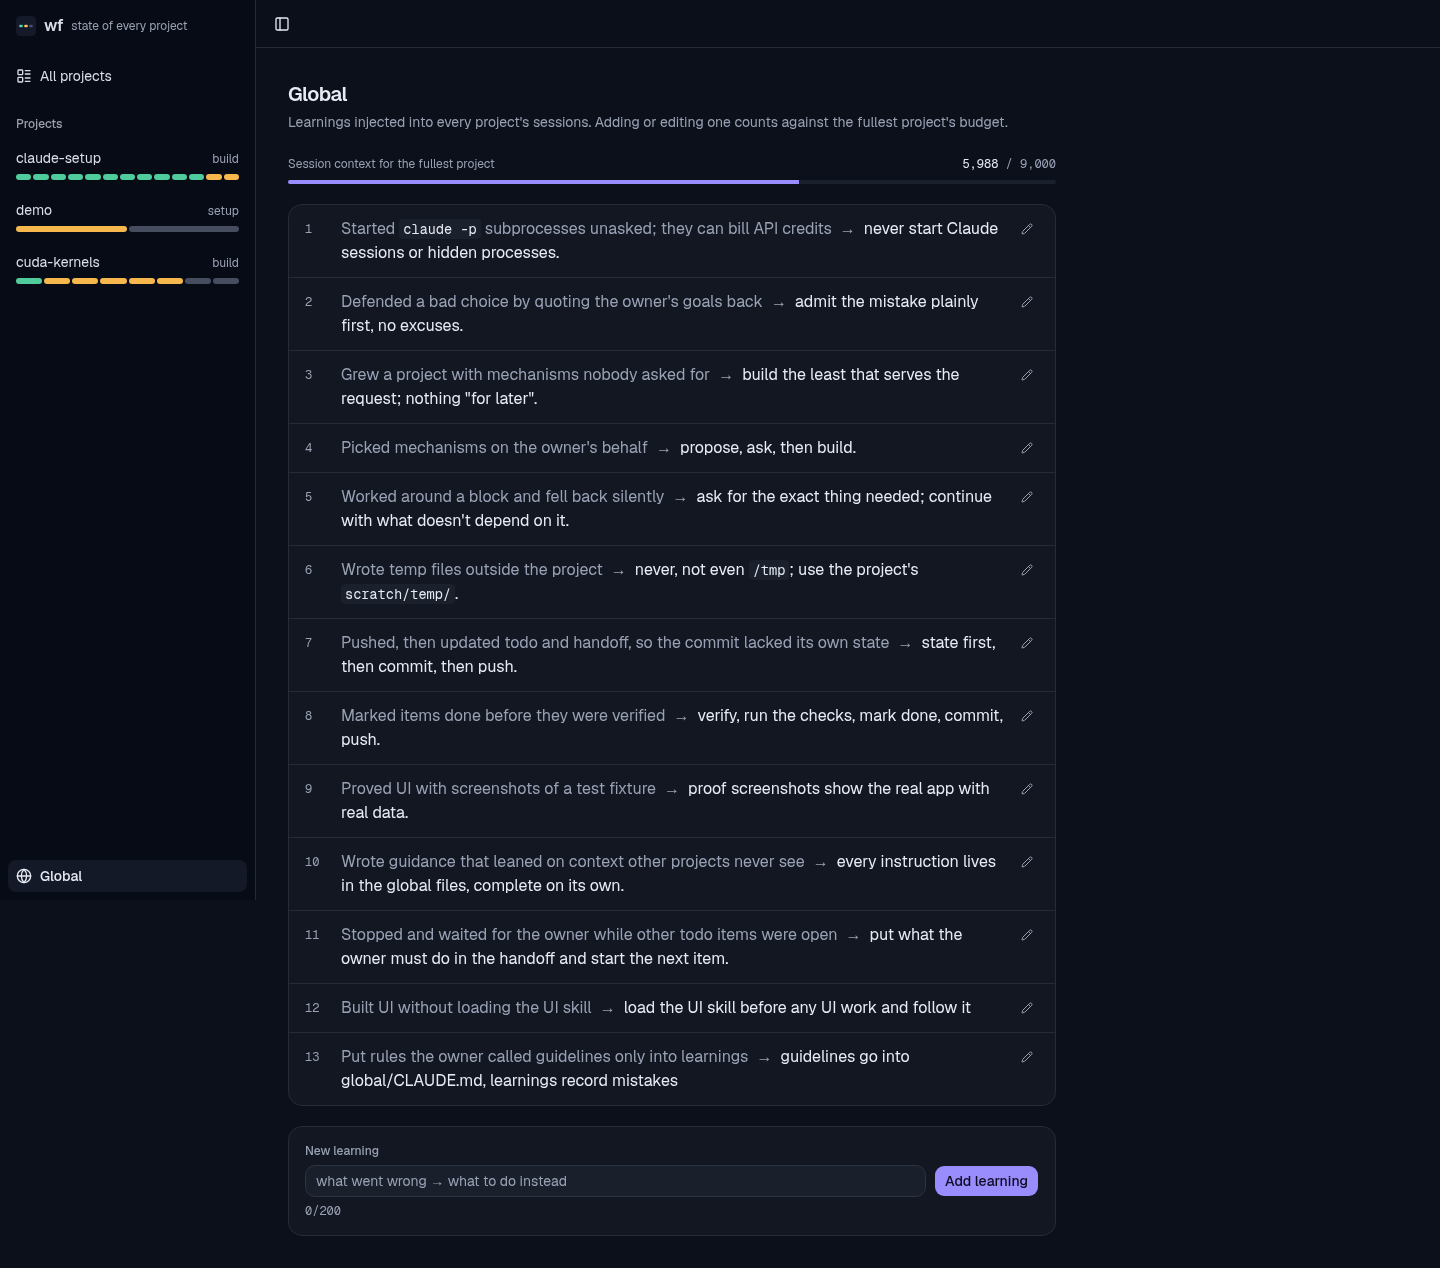 wf state of every project
All projects
Projects
claude-setup build
demo setup
cuda-kernels build
Global
Global
Learnings injected into every project's sessions. Adding or editing one counts against the fullest project's budget.
Session context for the fullest project 5,988 / 9,000
1 Started claude -p subprocesses unasked; they can bill API credits → never start Claude
sessions or hidden processes.
2 Defended a bad choice by quoting the owner's goals back → admit the mistake plainly
first, no excuses.
3 Grew a project with mechanisms nobody asked for → build the least that serves the
request; nothing "for later".
4 Picked mechanisms on the owner's behalf → propose, ask, then build.
5 Worked around a block and fell back silently → ask for the exact thing needed; continue
with what doesn't depend on it.
6 Wrote temp files outside the project → never, not even /tmp; use the project's
scratch/temp/.
7 Pushed, then updated todo and handoff, so the commit lacked its own state → state first,
then commit, then push.
8 Marked items done before they were verified → verify, run the checks, mark done, commit,
push.
9 Proved UI with screenshots of a test fixture → proof screenshots show the real app with
real data.
10 Wrote guidance that leaned on context other projects never see → every instruction lives
in the global files, complete on its own.
11 Stopped and waited for the owner while other todo items were open → put what the
owner must do in the handoff and start the next item.
12 Built UI without loading the UI skill → load the UI skill before any UI work and follow it
13 Put rules the owner called guidelines only into learnings → guidelines go into
global/CLAUDE.md, learnings record mistakes
New learning
what went wrong → what to do instead Add learning
0/200